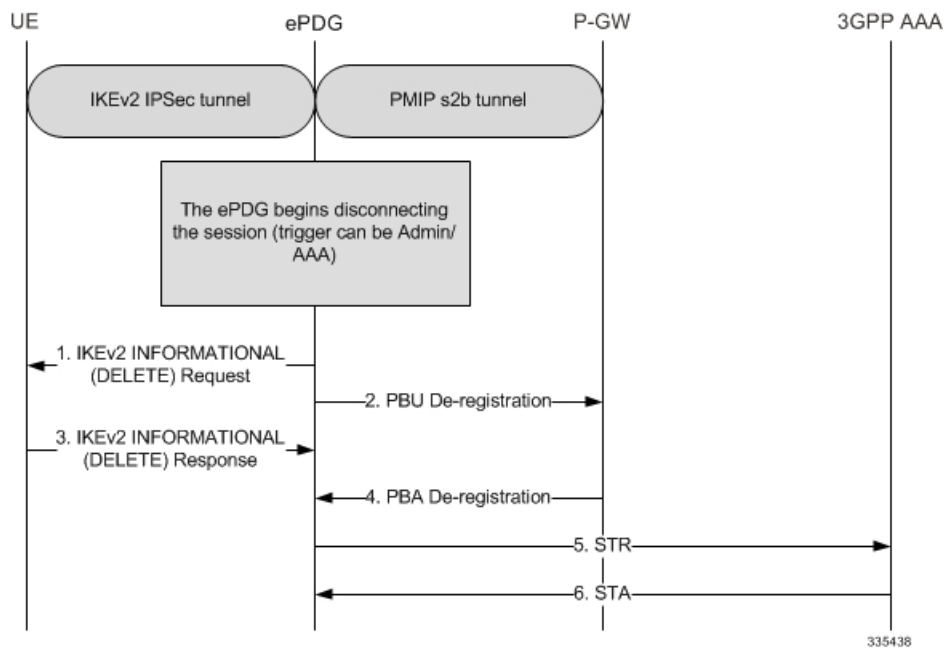 UE
ePDG
P-GW
3GPP AAA
IKEv2 IPSec tunnel
PMIP s2b tunnel
The ePDG begins disconnecting
the session (trigger can be Admin/
AAA)
1. IKEv2 INFORMATIONAL
(DELETE) Request
2. PBU De-registration
3. IKEv2 INFORMATIONAL
(DELETE) Response
4. PBA De-registration
5. STR
6. STA
335438